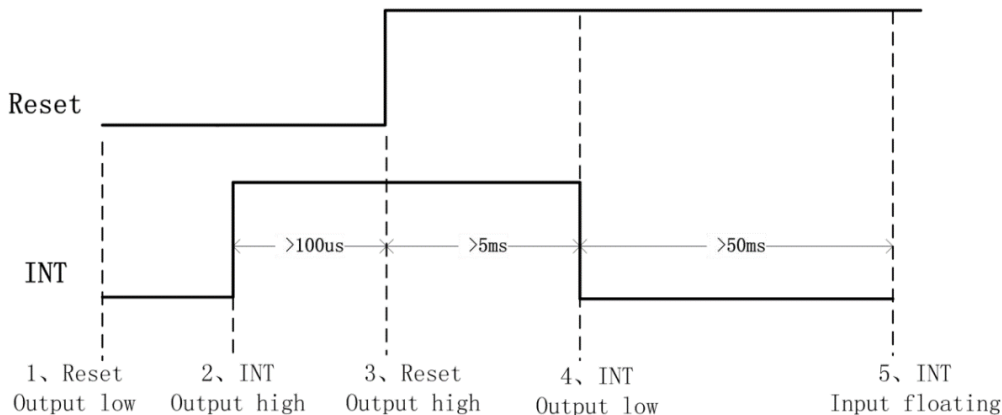 Reset
>100us
>5ms
>50ms
INT
1、Reset
Output low
2、INT
Output high
3、Reset
Output high
4、INT
Output low
5、INT
Input floating